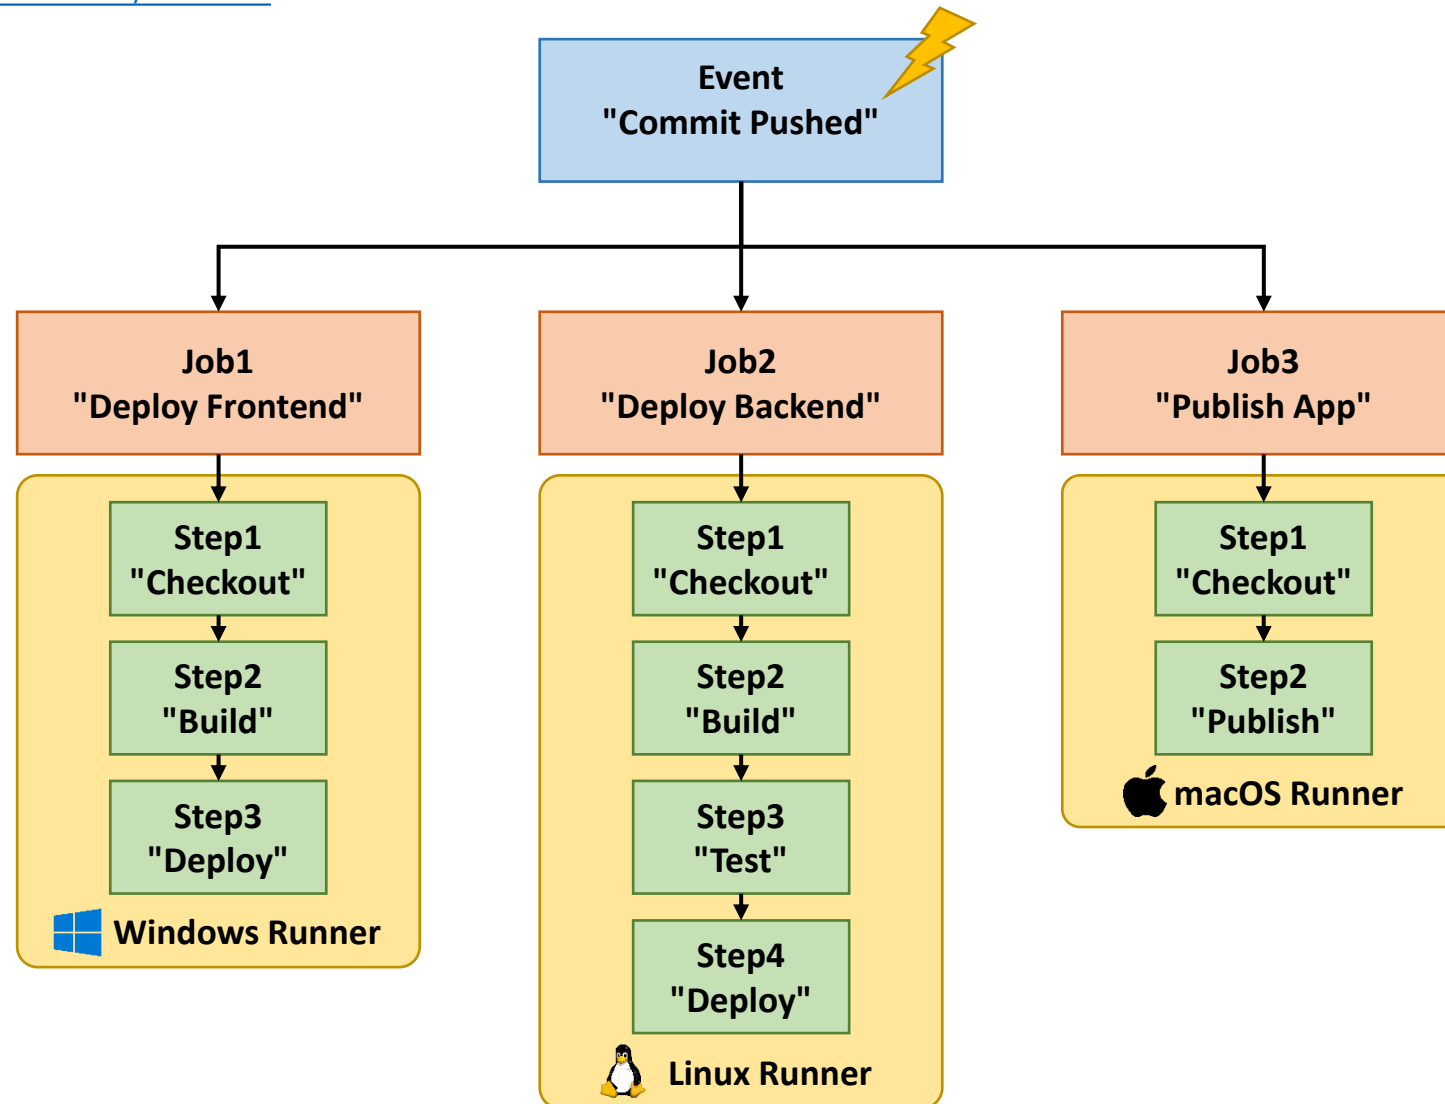 Event
"Commit Pushed"
Job1
"Deploy Frontend"
Job2
"Deploy Backend"
Job3
"Publish App"
Step1
"Checkout"
Step2
"Build"
Step3
"Deploy"
Windows Runner
Step1
"Checkout"
Step2
"Build"
Step3
"Test"
Step4
"Deploy"
Linux Runner
Step1
"Checkout"
Step2
"Publish"
macOS Runner